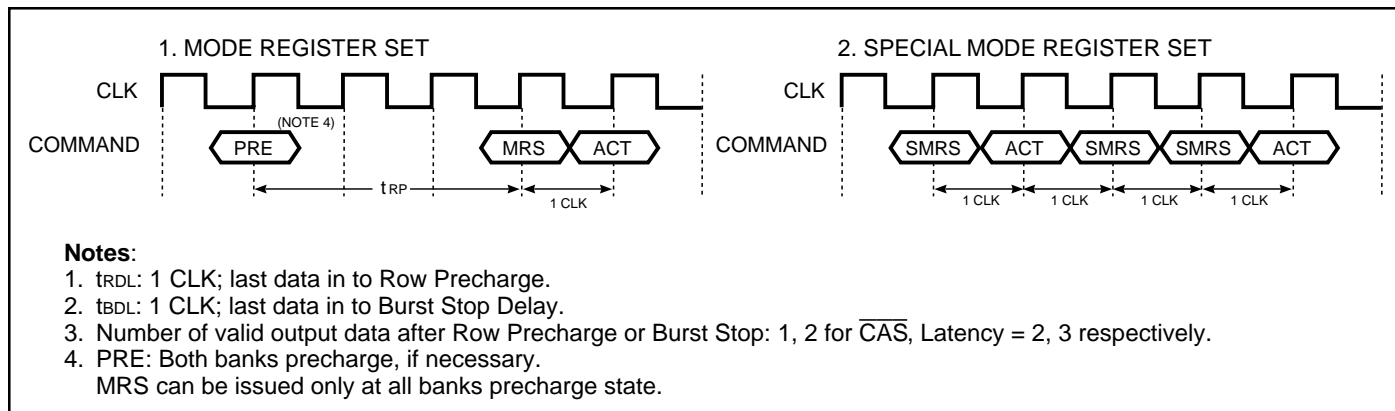 1. MODE REGISTER SET
CLK
(NOTE 4)
COMMAND
PRE
MRS
ACT
tRP
1 CLK
2. SPECIAL MODE REGISTER SET
CLK
COMMAND
SMRS
ACT
SMRS
SMRS
ACT
1 CLK
1 CLK
1 CLK
1 CLK
Notes:
1. tRDL: 1 CLK; last data in to Row Precharge.
2. tBDL: 1 CLK; last data in to Burst Stop Delay.
3. Number of valid output data after Row Precharge or Burst Stop: 1, 2 for C̅A̅S̅, Latency = 2, 3 respectively.
4. PRE: Both banks precharge, if necessary.
MRS can be issued only at all banks precharge state.